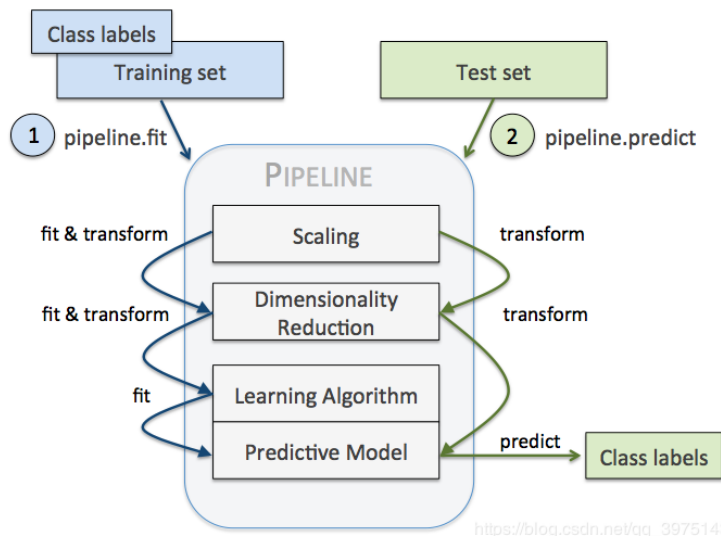 Class labels
Training set
Test set
1 pipeline.fit
2 pipeline.predict
PIPELINE
fit & transform
Scaling
transform
fit & transform
Dimensionality
Reduction
transform
fit
Learning Algorithm
Predictive Model
predict
Class labels
https://blog.csdn.net/qq_397514